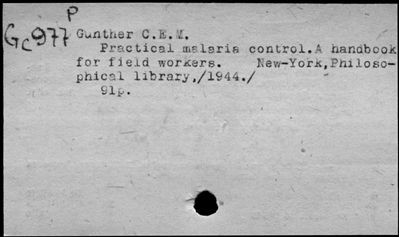 P
Gc977
Gunther C.E.M.
Practical malaria control.A handbook
for field workers. New-York,Philoso-
phical library,/1944./
91p.